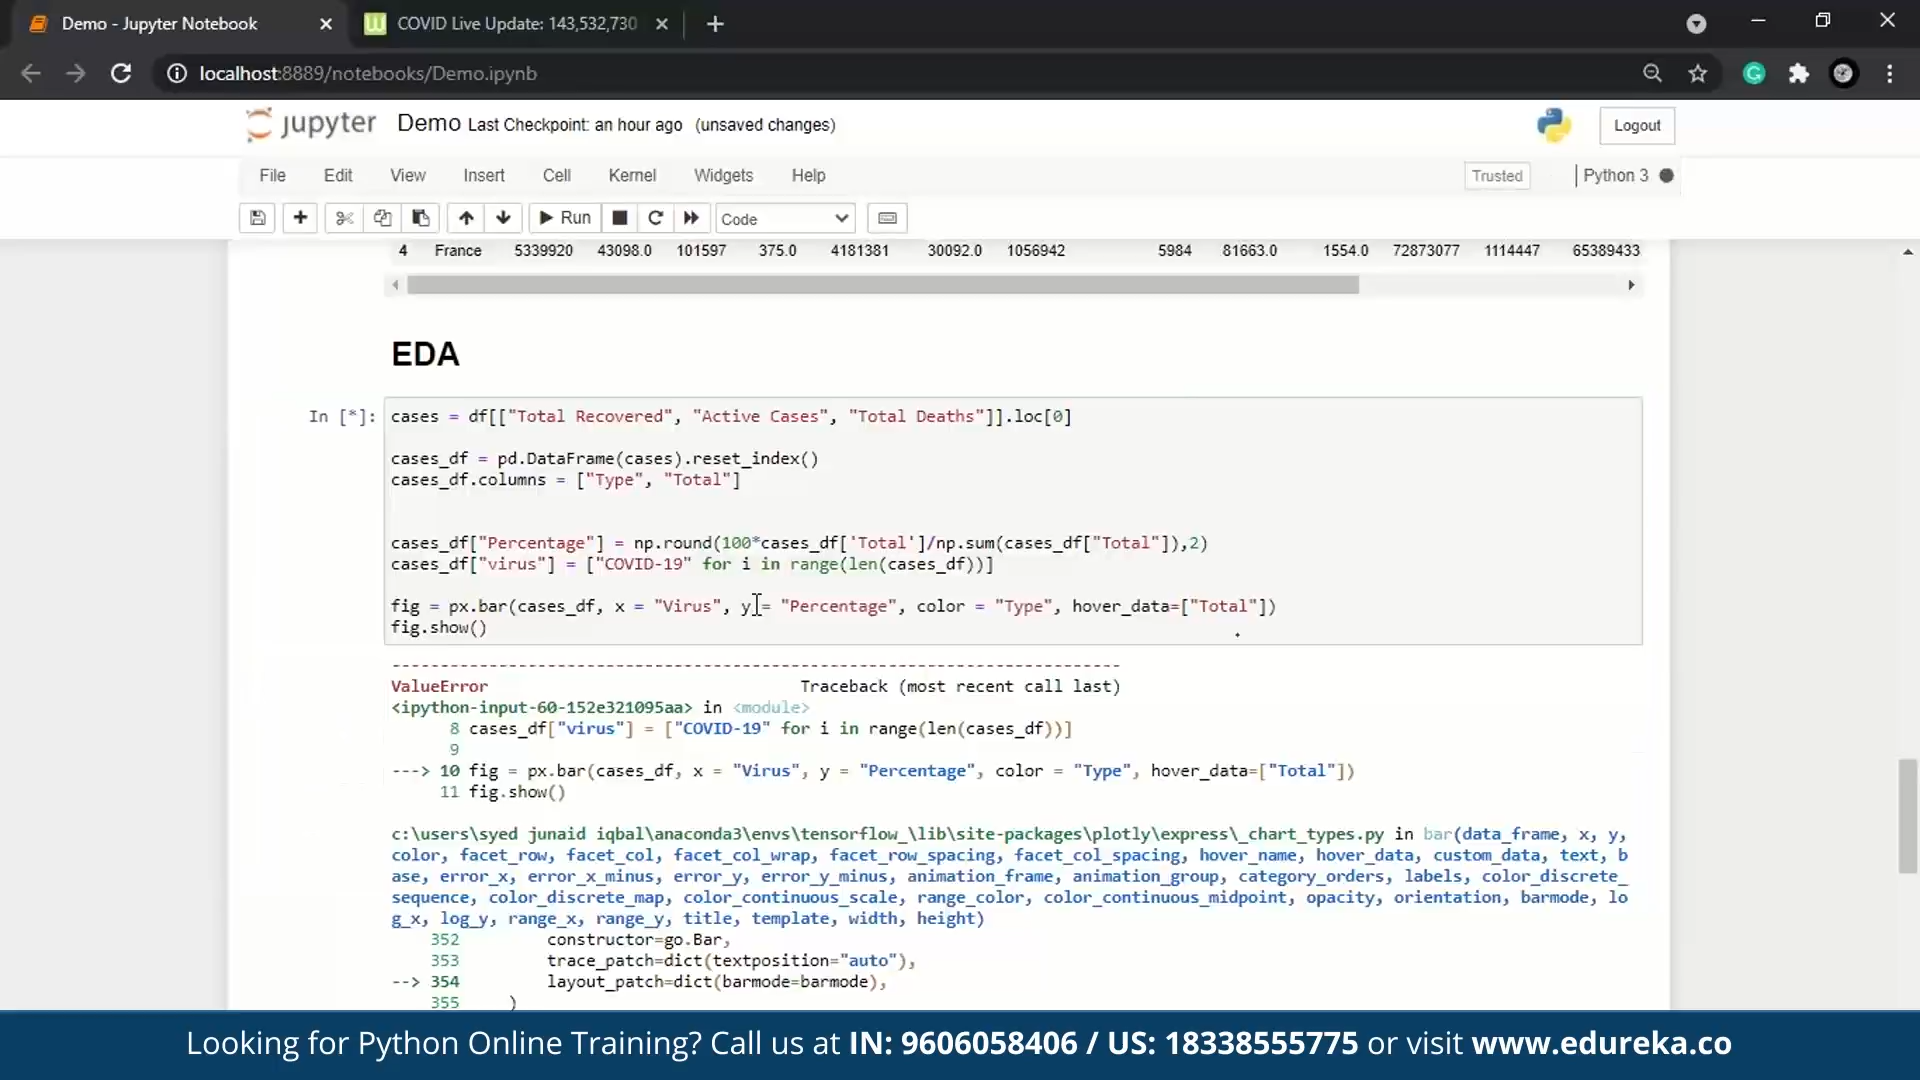 Demo - Jupyter Notebook
COVID Live Update: 143,532,730
localhost:8889/notebooks/Demo.ipynb
jupyter Demo Last Checkpoint: an hour ago (unsaved changes)
Logout
File Edit View Insert Cell Kernel Widgets Help
Trusted
Python 3
Run
Code
4 France 5339920 43098.0 101597 375.0 4181381 30092.0 1056942 5984 81663.0 1554.0 72873077 1114447 65389433
EDA
In [*]: cases = df[["Total Recovered", "Active Cases", "Total Deaths"]].loc[0]
cases_df = pd.DataFrame(cases).reset_index()
cases_df.columns = ["Type", "Total"]
cases_df["Percentage"] = np.round(100*cases_df['Total']/np.sum(cases_df["Total"]),2)
cases_df["virus"] = ["COVID-19" for i in range(len(cases_df))]
fig = px.bar(cases_df, x = "Virus", y = "Percentage", color = "Type", hover_data=["Total"])
fig.show()
---------------------------------------------------------------------------
ValueError Traceback (most recent call last)
<ipython-input-60-152e321095aa> in <module>
8 cases_df["virus"] = ["COVID-19" for i in range(len(cases_df))]
9
---> 10 fig = px.bar(cases_df, x = "Virus", y = "Percentage", color = "Type", hover_data=["Total"])
11 fig.show()
c:\users\syed junaid iqbal\anaconda3\envs\tensorflow_\lib\site-packages\plotly\express\_chart_types.py in bar(data_frame, x, y,
color, facet_row, facet_col, facet_col_wrap, facet_row_spacing, facet_col_spacing, hover_name, hover_data, custom_data, text, b
ase, error_x, error_x_minus, error_y, error_y_minus, animation_frame, animation_group, category_orders, labels, color_discrete_
sequence, color_discrete_map, color_continuous_scale, range_color, color_continuous_midpoint, opacity, orientation, barmode, lo
g_x, log_y, range_x, range_y, title, template, width, height)
352 constructor=go.Bar,
353 trace_patch=dict(textposition="auto"),
--> 354 layout_patch=dict(barmode=barmode),
355 )
Looking for Python Online Training? Call us at IN: 9606058406 / US: 18338555775 or visit www.edureka.co